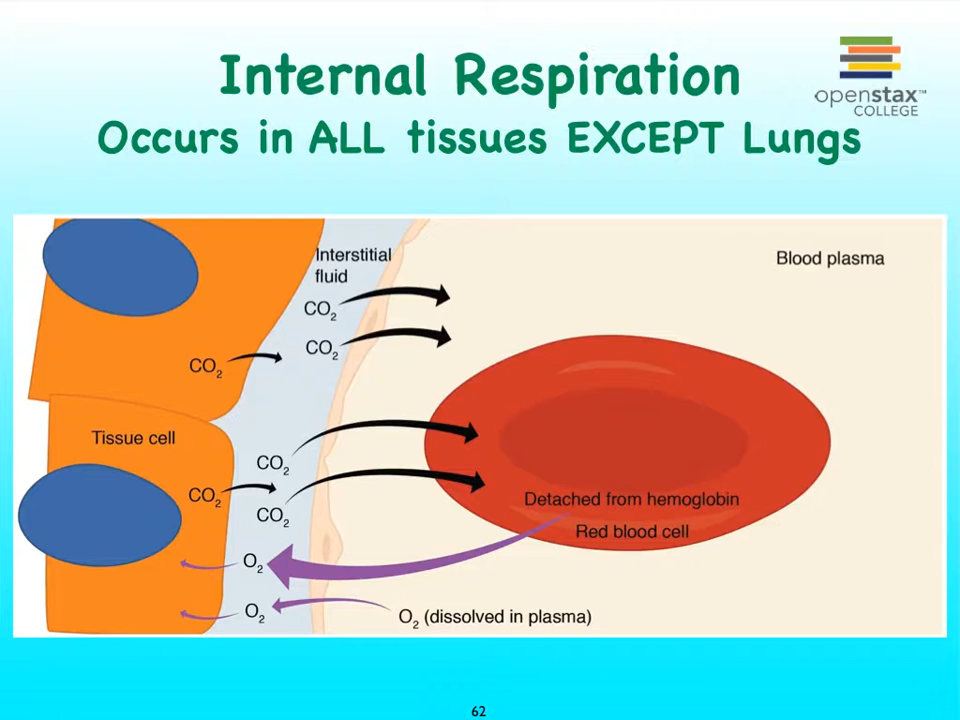 Internal Respiration
Occurs in ALL tissues EXCEPT Lungs
openstax™
COLLEGE
Interstitial
fluid
Blood plasma
CO₂
CO₂
CO₂
Tissue cell
CO₂
CO₂
CO₂
Detached from hemoglobin
Red blood cell
O₂
O₂
O₂ (dissolved in plasma)
62